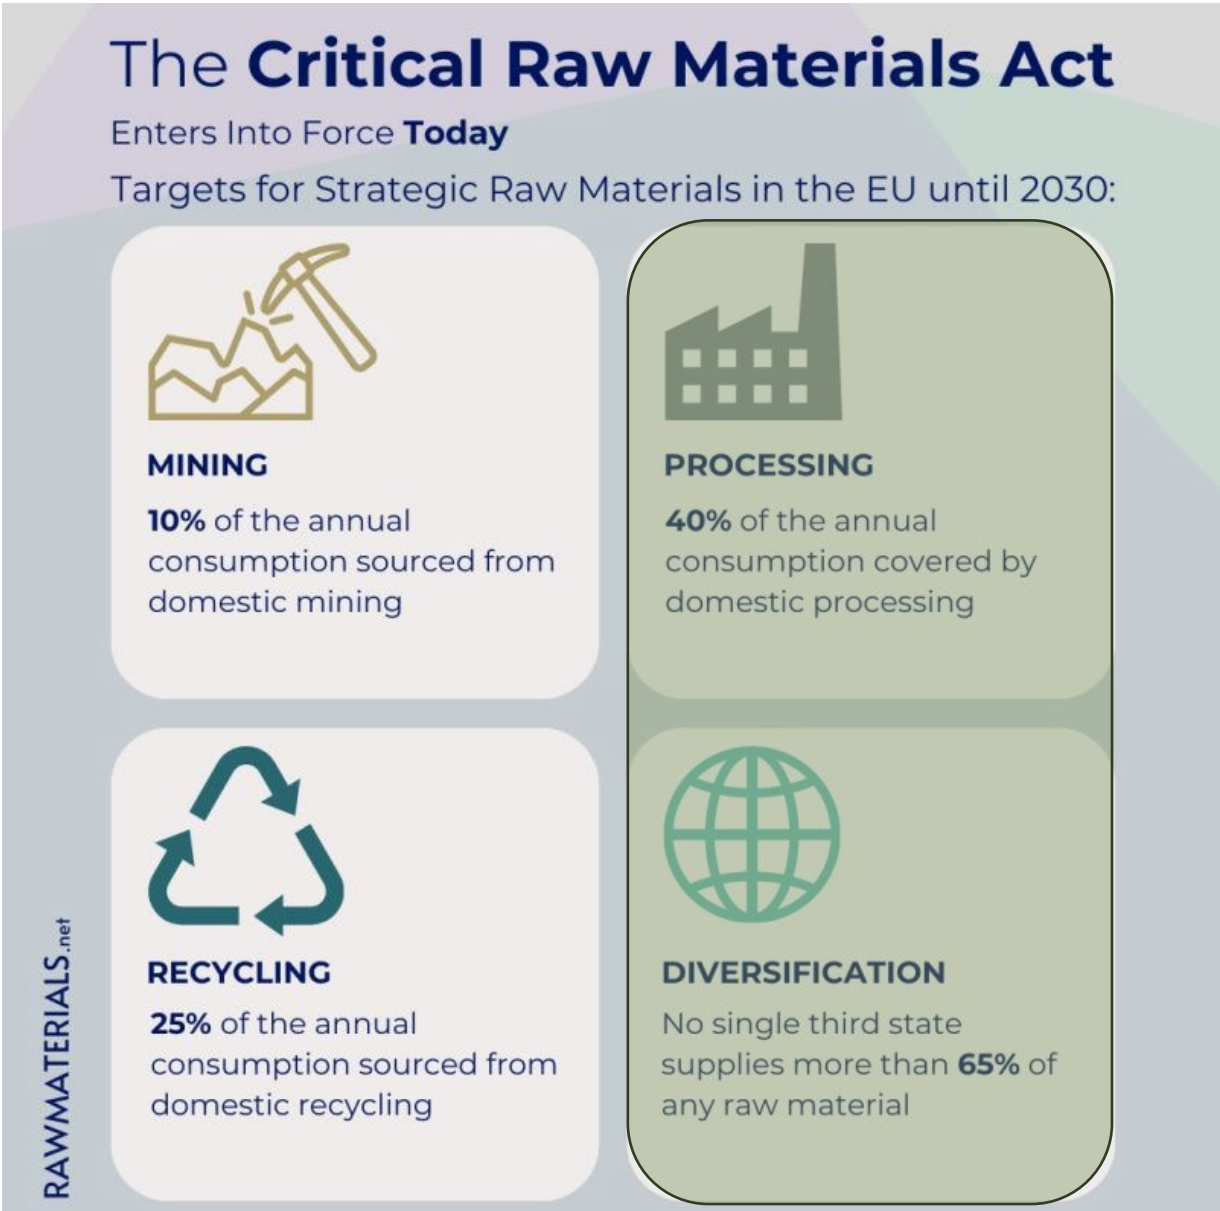 The Critical Raw Materials Act
Enters Into Force Today
Targets for Strategic Raw Materials in the EU until 2030:
MINING
10% of the annual
consumption sourced from
domestic mining
PROCESSING
40% of the annual
consumption covered by
domestic processing
RECYCLING
25% of the annual
consumption sourced from
domestic recycling
DIVERSIFICATION
No single third state
supplies more than 65% of
any raw material
RAWMATERIALS.net